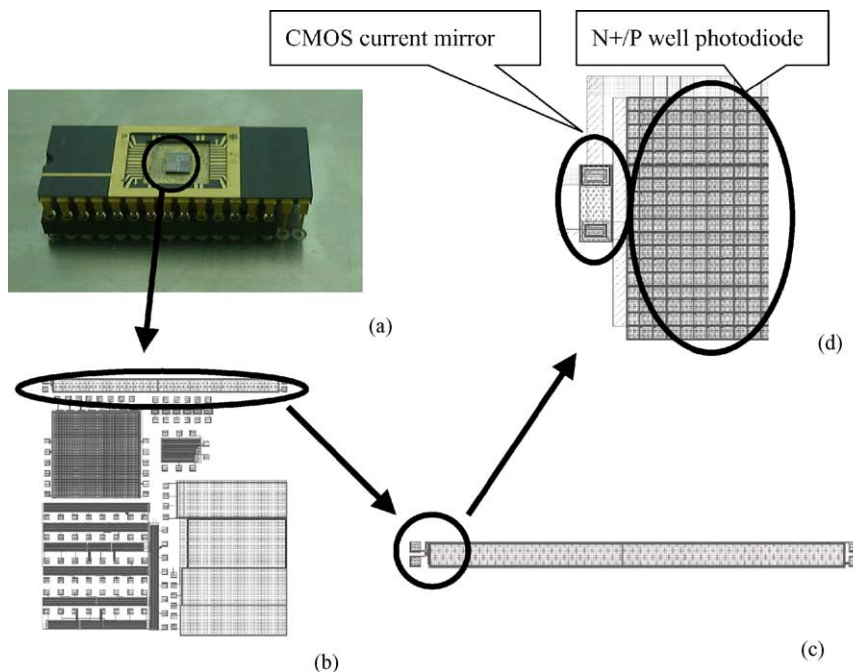 CMOS current mirror
N+/P well photodiode
(a)
(d)
(b)
(c)